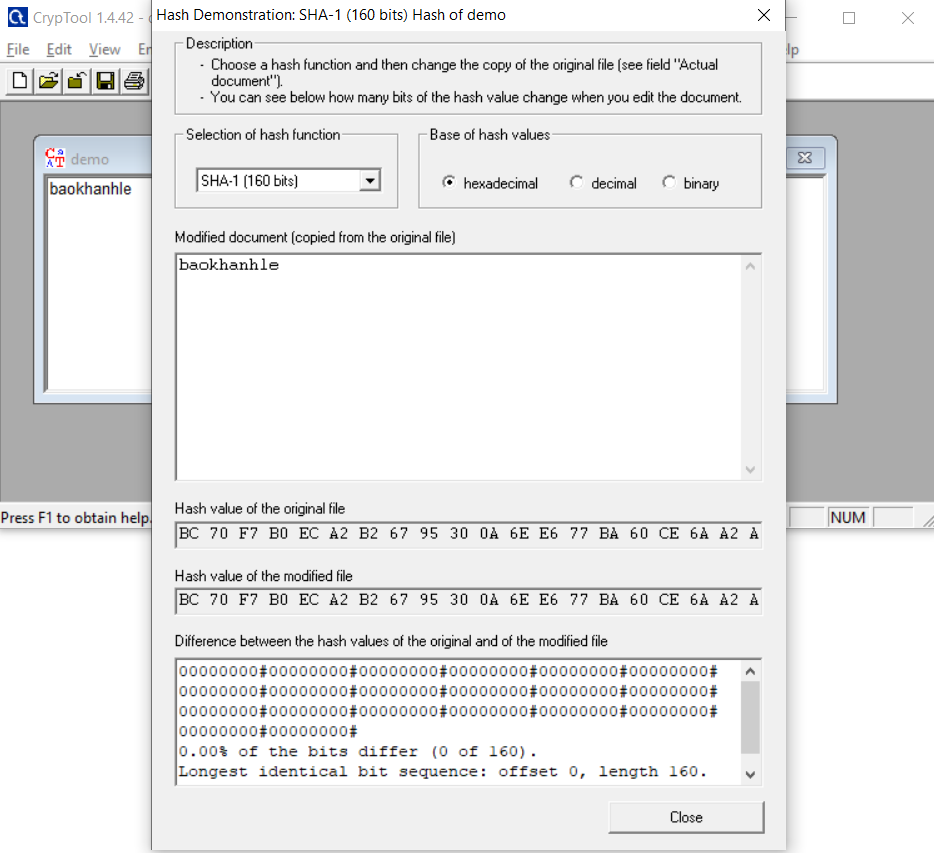 CrypTool 1.4.42 -
Hash Demonstration: SHA-1 (160 bits) Hash of demo
File Edit View
Description
- Choose a hash function and then change the copy of the original file (see field "Actual
document").
- You can see below how many bits of the hash value change when you edit the document.
Selection of hash function
SHA-1 (160 bits)
Base of hash values
hexadecimal decimal binary
demo
baokhanhle
Modified document (copied from the original file)
baokhanhle
Hash value of the original file
BC 70 F7 B0 EC A2 B2 67 95 30 0A 6E E6 77 BA 60 CE 6A A2 A
Hash value of the modified file
BC 70 F7 B0 EC A2 B2 67 95 30 0A 6E E6 77 BA 60 CE 6A A2 A
Difference between the hash values of the original and of the modified file
00000000#00000000#00000000#00000000#00000000#00000000#
00000000#00000000#00000000#00000000#00000000#00000000#
00000000#00000000#00000000#00000000#00000000#00000000#
00000000#00000000#
0.00% of the bits differ (0 of 160).
Longest identical bit sequence: offset 0, length 160.
Close
Press F1 to obtain help.
NUM